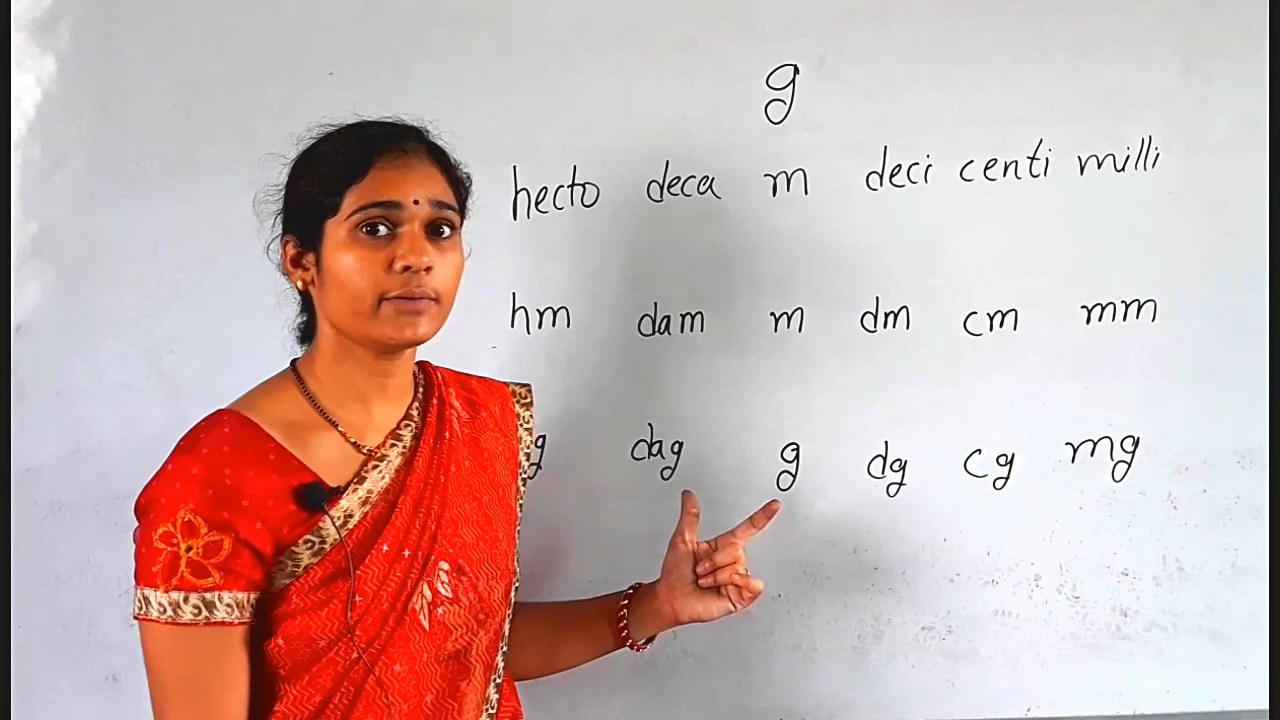 g
hecto deca m deci centi milli
hm dam m dm cm mm
g dag g dg cg mg